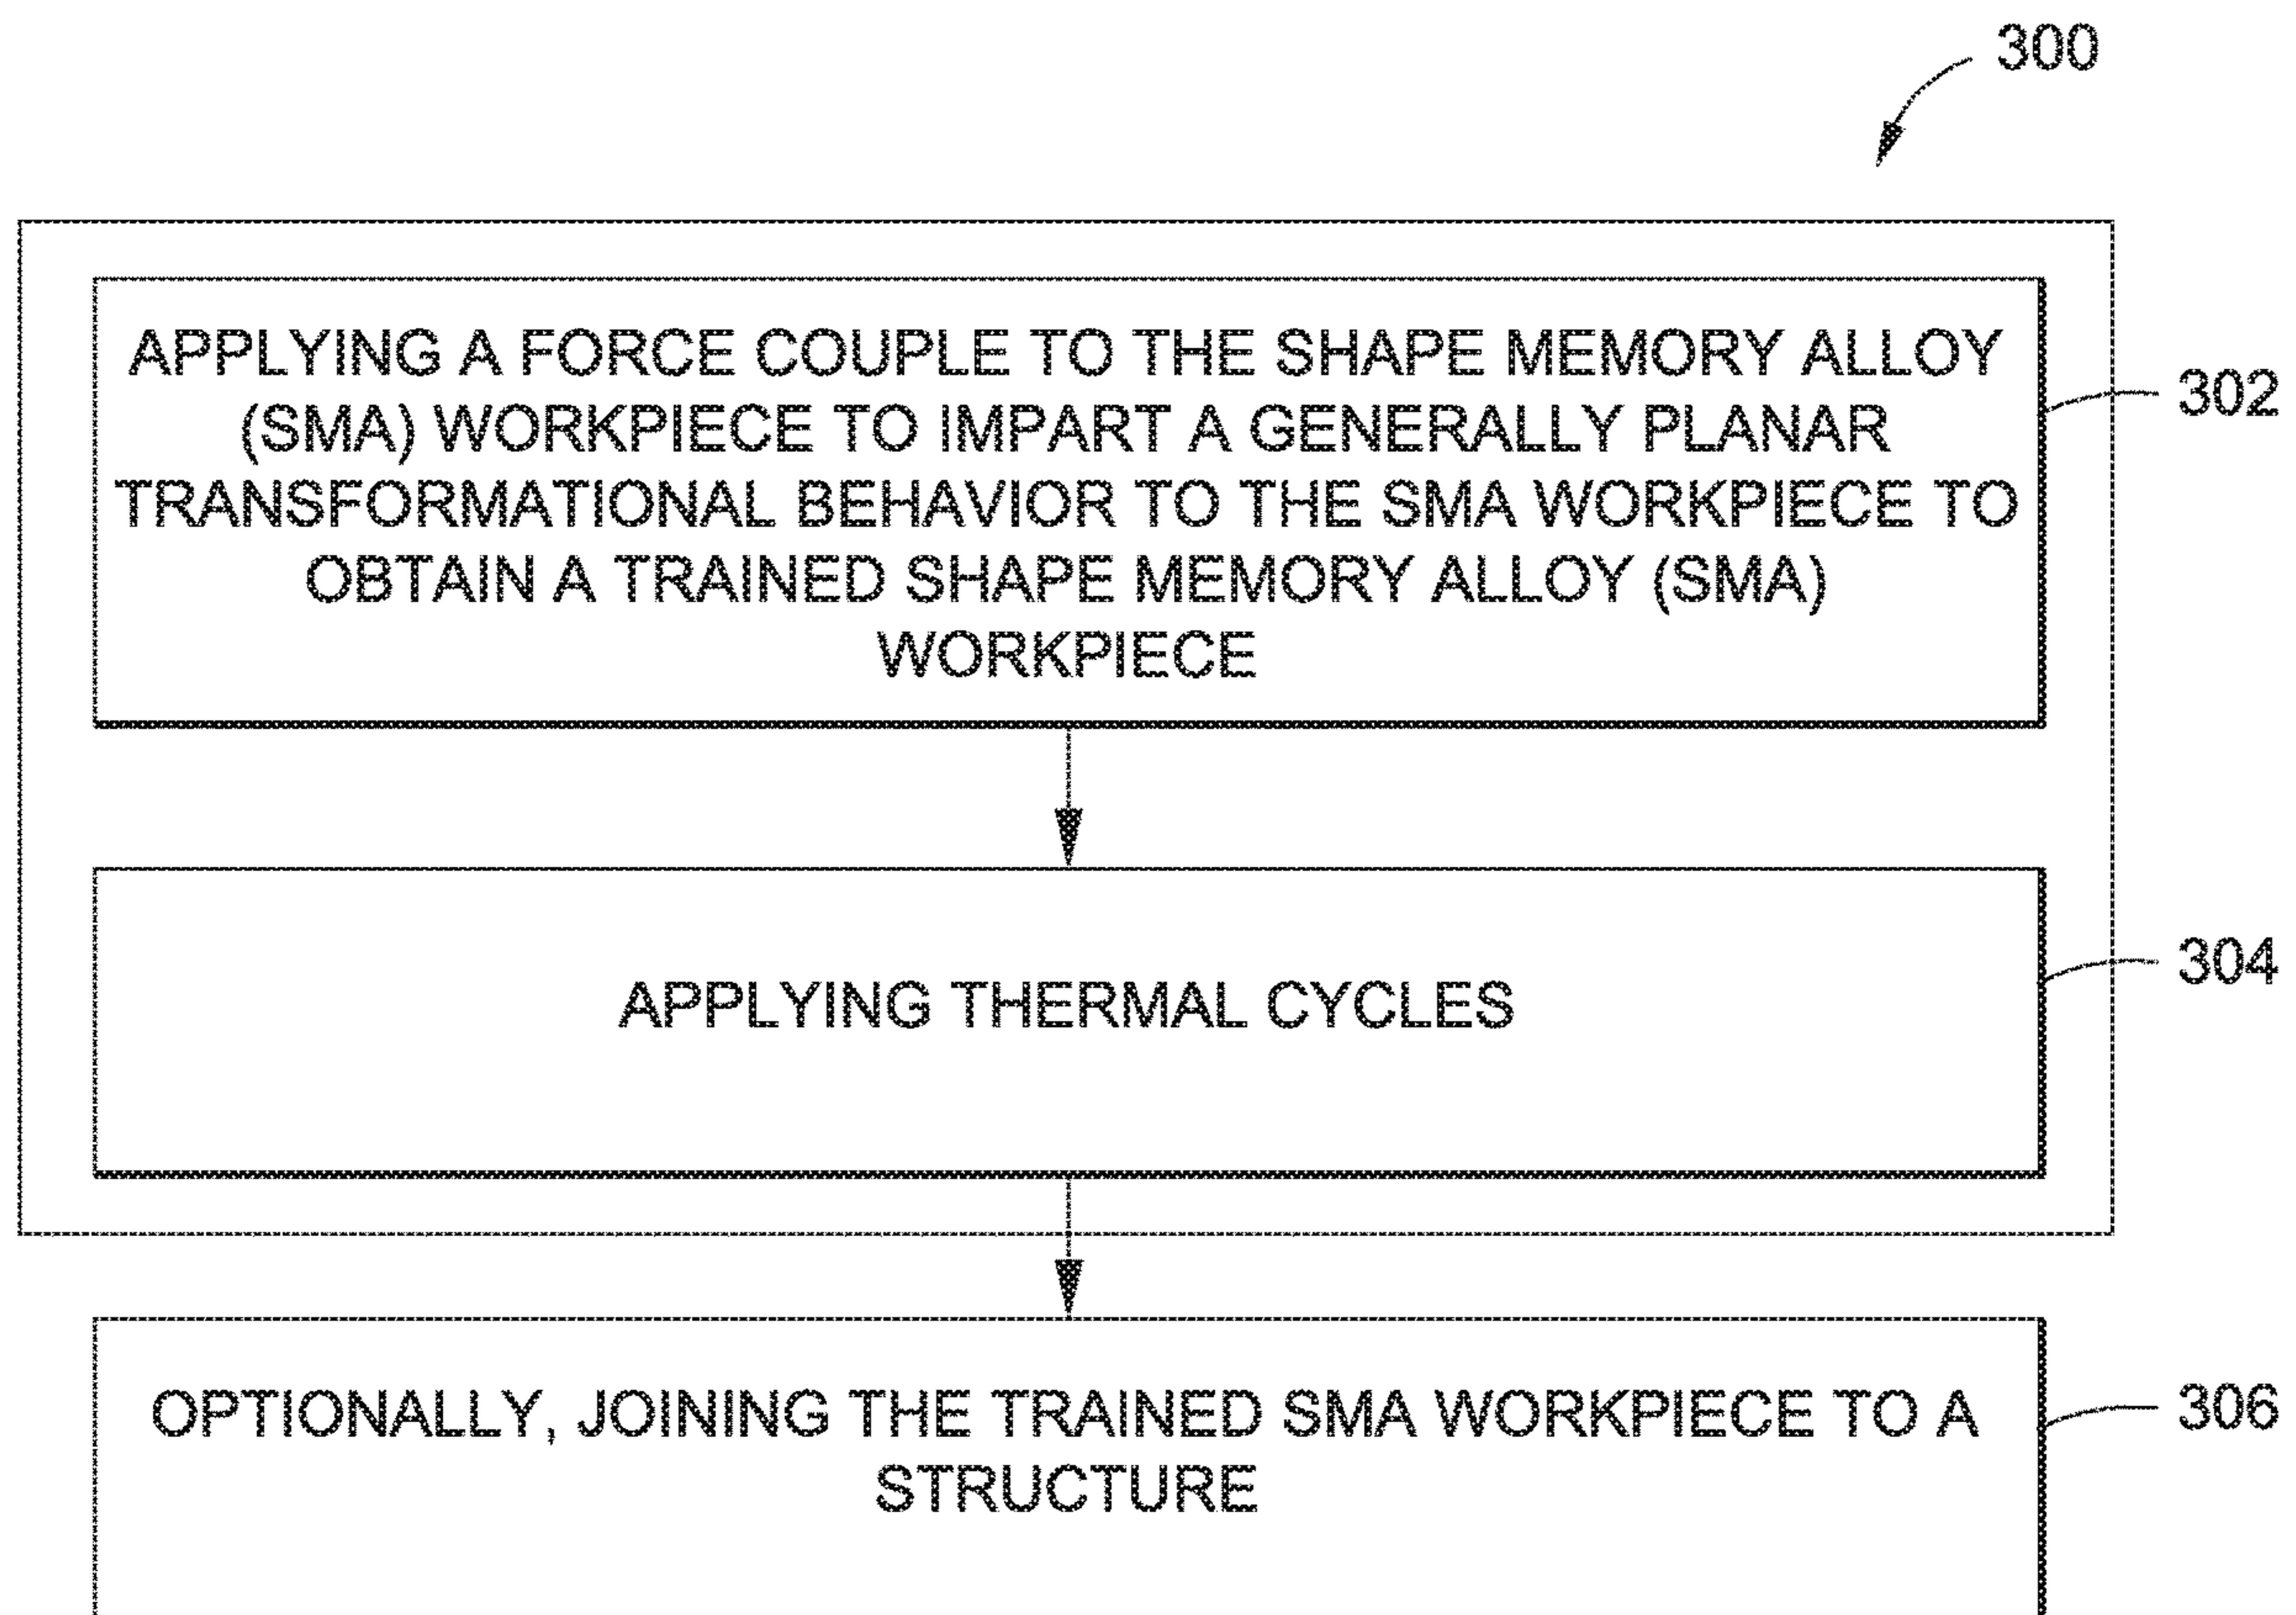 300
APPLYING A FORCE COUPLE TO THE SHAPE MEMORY ALLOY
(SMA) WORKPIECE TO IMPART A GENERALLY PLANAR
TRANSFORMATIONAL BEHAVIOR TO THE SMA WORKPIECE TO
OBTAIN A TRAINED SHAPE MEMORY ALLOY (SMA)
WORKPIECE
302
APPLYING THERMAL CYCLES
304
OPTIONALLY, JOINING THE TRAINED SMA WORKPIECE TO A
STRUCTURE
306